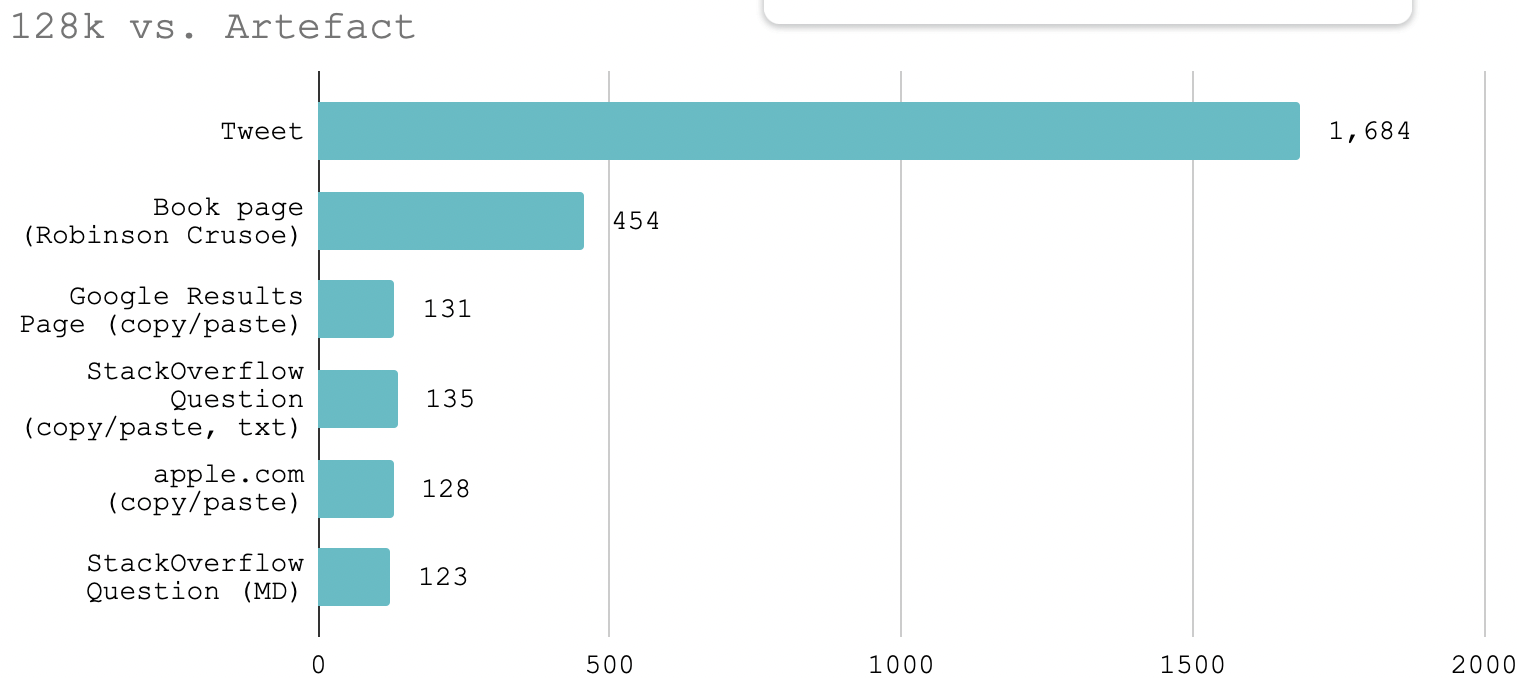 128k vs. Artefact
Tweet
1,684
Book page
(Robinson Crusoe)
454
Google Results
Page (copy/paste)
131
StackOverflow
Question
(copy/paste, txt)
135
apple.com
(copy/paste)
128
StackOverflow
Question (MD)
123
0 500 1000 1500 2000